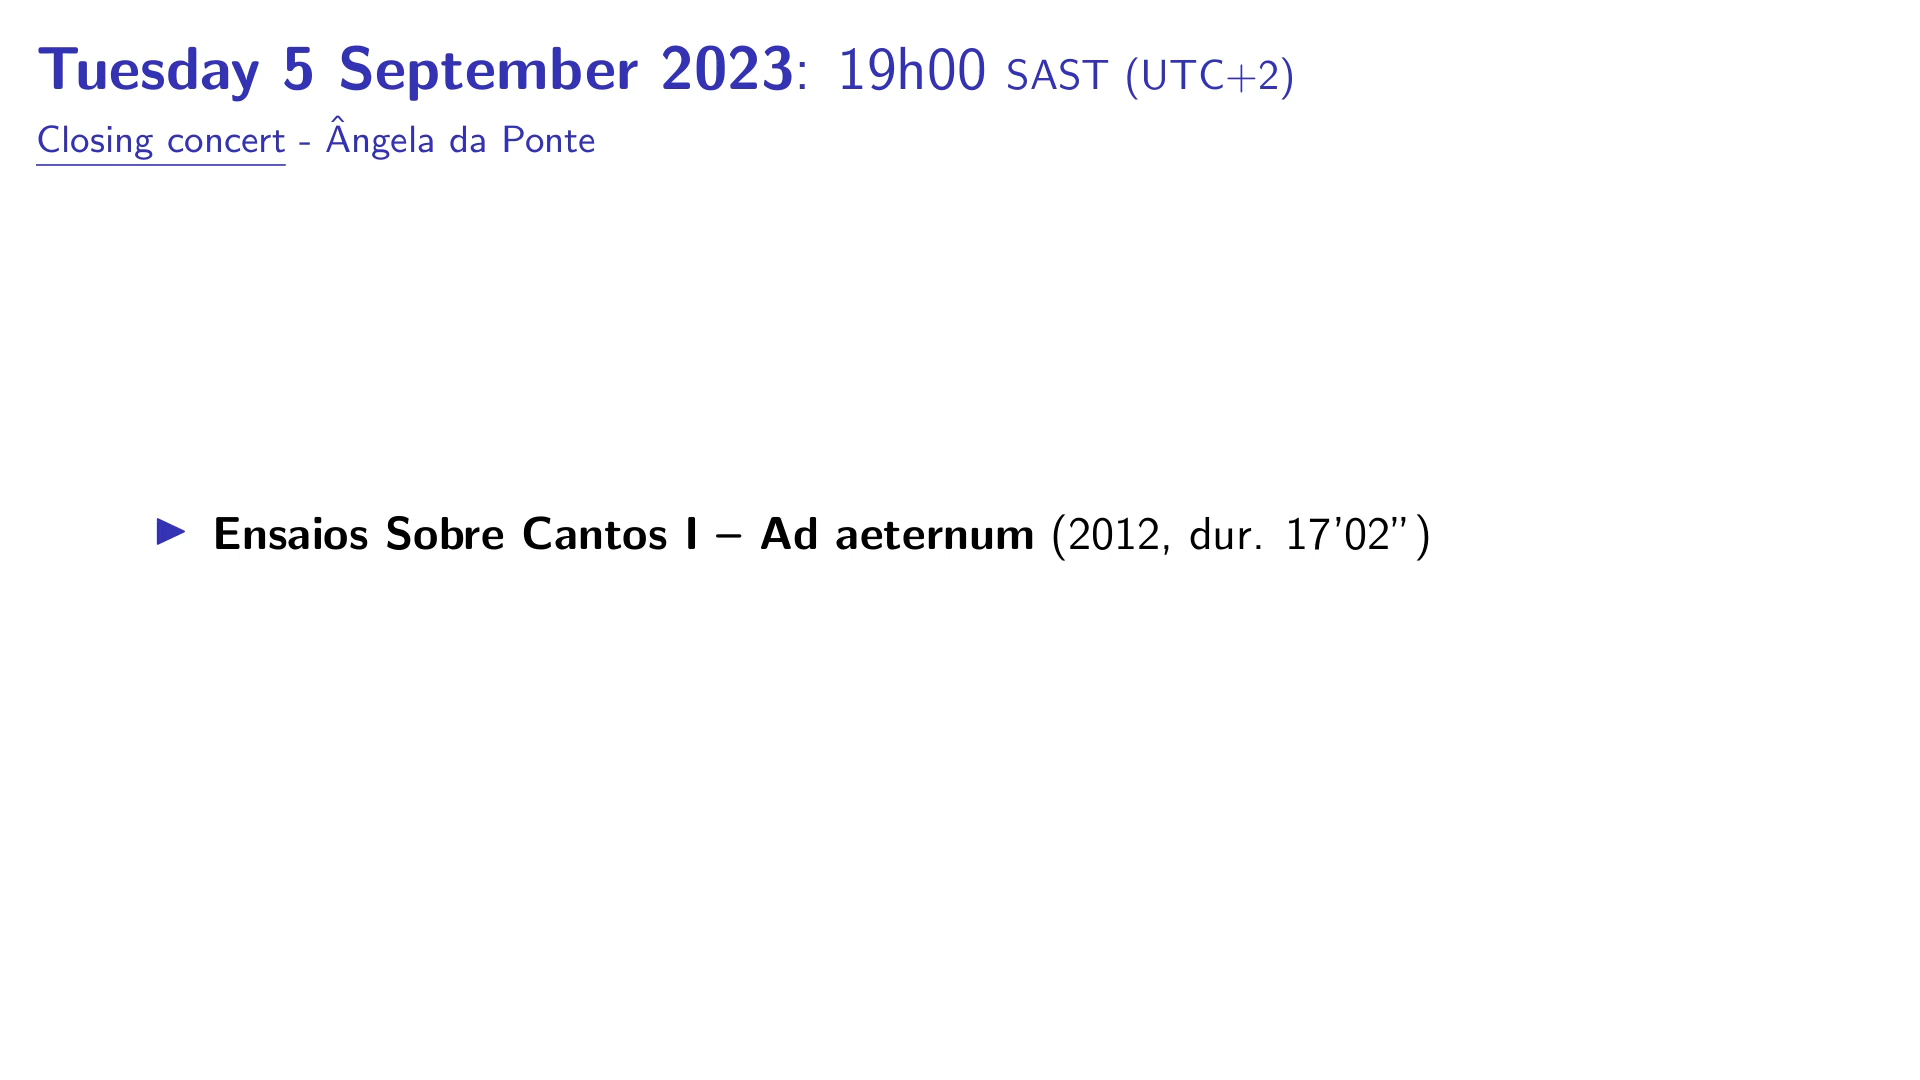 Tuesday 5 September 2023: 19h00 SAST (UTC+2)
Closing concert - Ângela da Ponte
▶ Ensaios Sobre Cantos I – Ad aeternum (2012, dur. 17’02”)